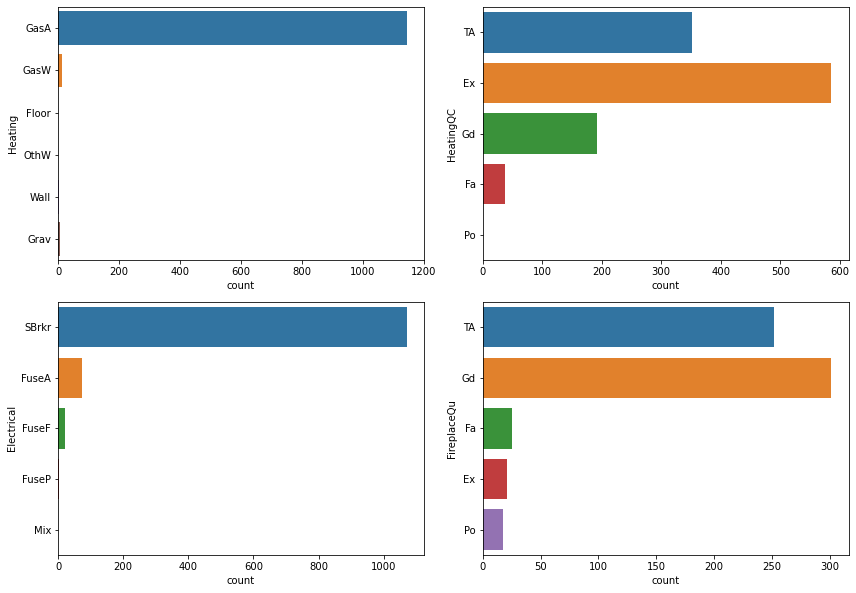 GasA
GasW
Floor
OthW
Wall
Grav
Heating
0 200 400 600 800 1000 1200
count
TA
Ex
Gd
Fa
Po
HeatingQC
0 100 200 300 400 500 600
count
SBrkr
FuseA
FuseF
FuseP
Mix
Electrical
0 200 400 600 800 1000
count
TA
Gd
Fa
Ex
Po
FireplaceQu
0 50 100 150 200 250 300
count